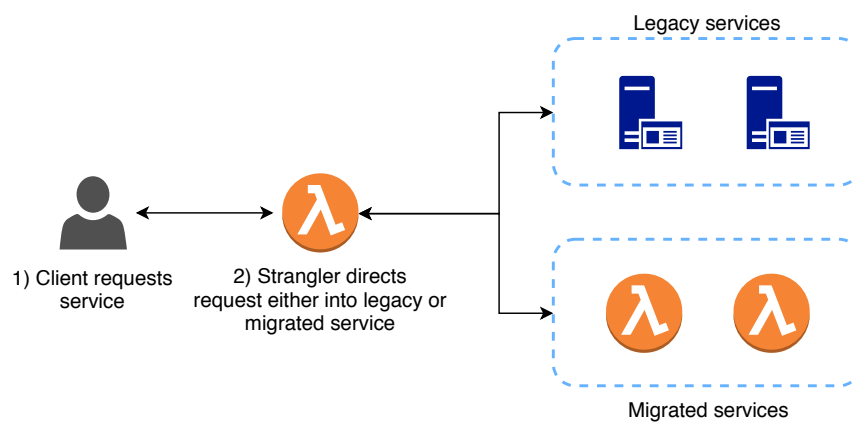 Legacy services
1) Client requests
service
2) Strangler directs
request either into legacy or
migrated service
Migrated services